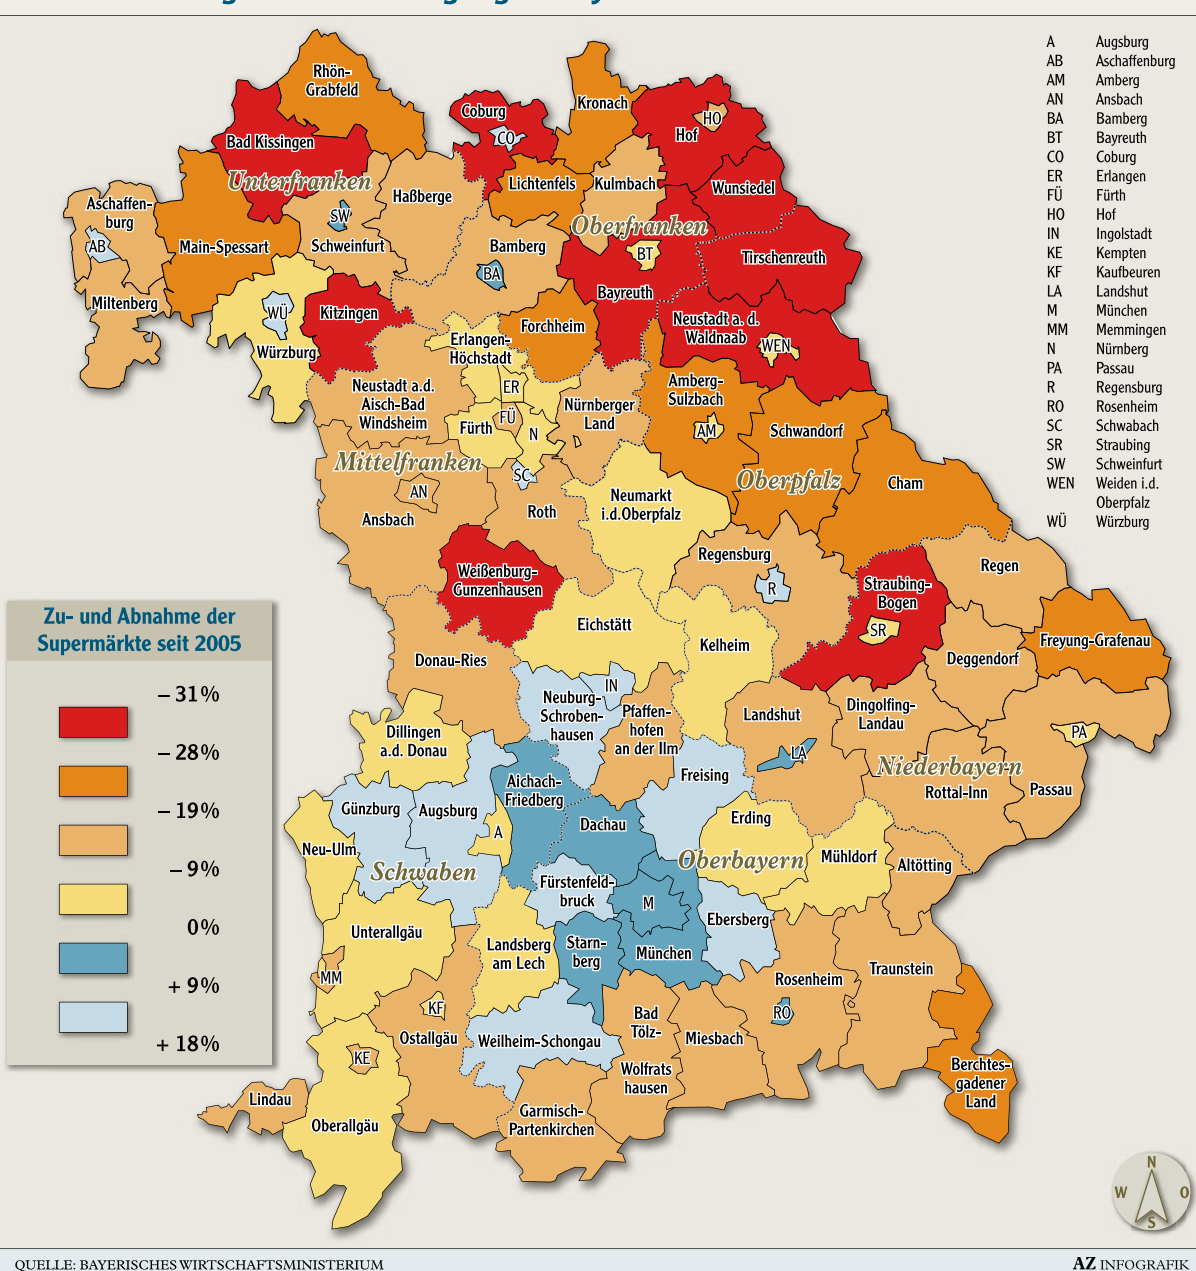 A Augsburg
AB Aschaffenburg
AM Amberg
AN Ansbach
BA Bamberg
BT Bayreuth
CO Coburg
ER Erlangen
FÜ Fürth
HO Hof
IN Ingolstadt
KE Kempten
KF Kaufbeuren
LA Landshut
M München
MM Memmingen
N Nürnberg
PA Passau
R Regensburg
RO Rosenheim
SC Schwabach
SR Straubing
SW Schweinfurt
WEN Weiden i.d.
Oberpfalz
WÜ Würzburg
Rhön-
Grabfeld
Bad Kissingen
Coburg
CO
Kronach
Hof
HO
Unterfranken
Haßberge
Lichtenfels
Kulmbach
Wunsiedel
Aschaffen-
burg
AB
SW
Schweinfurt
Main-Spessart
Bamberg
BA
Oberfranken
BT
Bayreuth
Tirschenreuth
Miltenberg
WÜ
Würzburg
Kitzingen
Forchheim
Erlangen-
Höchstadt
ER
Neustadt a. d.
Waldnaab
WEN
Neustadt a.d.
Aisch-Bad
Windsheim
FÜ
Fürth
N
Nürnberger
Land
Amberg-
Sulzbach
AM
Schwandorf
Mittelfranken
SC
Oberpfalz
Cham
AN
Ansbach
Roth
Neumarkt
i.d.Oberpfalz
Regensburg
R
Regen
Weißenburg-
Gunzenhausen
Straubing-
Bogen
SR
Eichstätt
Kelheim
Freyung-Grafenau
Deggendorf
Donau-Ries
IN
Neuburg-
Schroben-
hausen
Pfaffen-
hofen
an der Ilm
Landshut
LA
Dingolfing-
Landau
PA
Niederbayern
Rottal-Inn
Passau
Dillingen
a.d. Donau
Aichach-
Friedberg
Freising
Günzburg
Augsburg
A
Dachau
Erding
Neu-Ulm
Schwaben
Oberbayern
Mühldorf
Altötting
Fürstenfeld-
bruck
M
Ebersberg
Unterallgäu
Landsberg
am Lech
Starn-
berg
München
MM
Rosenheim
RO
Traunstein
KF
Ostallgäu
Weilheim-Schongau
Bad
Tölz-
Wolfrats
hausen
Miesbach
KE
Berchtes-
gadener
Land
Lindau
Oberallgäu
Garmisch-
Partenkirchen
Zu- und Abnahme der
Supermärkte seit 2005
– 31%
– 28%
– 19%
– 9%
0%
+ 9%
+ 18%
N
W O
S
QUELLE: BAYERISCHES WIRTSCHAFTSMINISTERIUM
AZ INFOGRAFIK